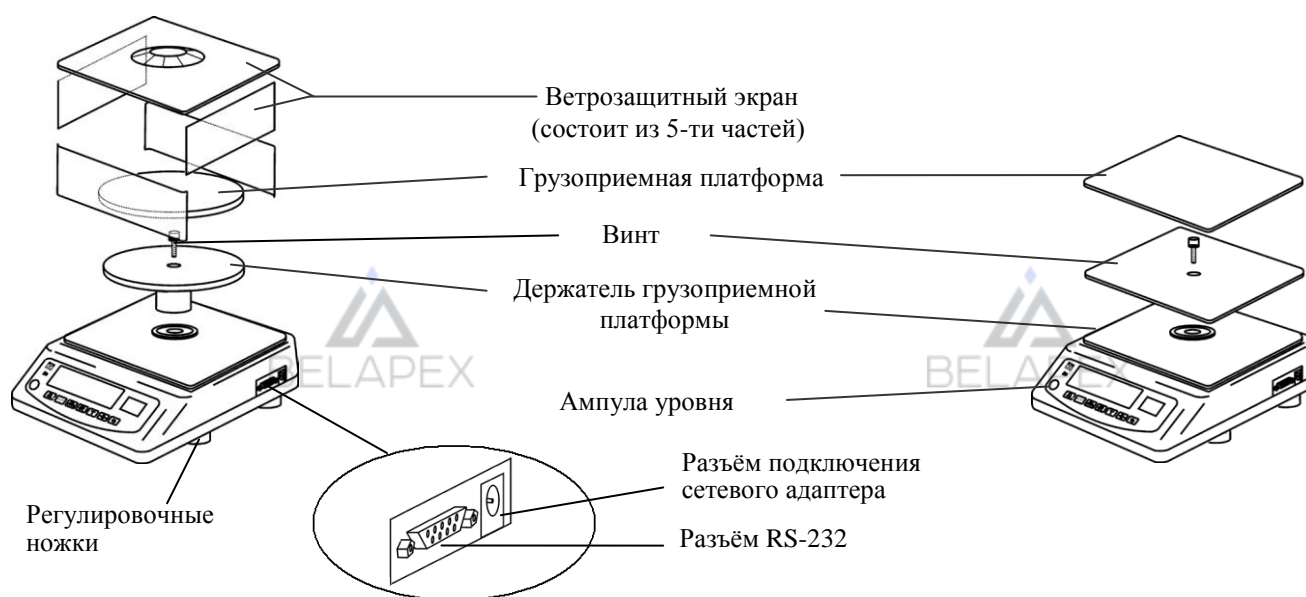 Ветрозащитный экран
(состоит из 5-ти частей)
Грузоприемная платформа
Винт
Держатель грузоприемной
платформы
BELAPEX
BELAPEX
Ампула уровня
Разъём подключения
сетевого адаптера
Регулировочные
ножки
Разъём RS-232